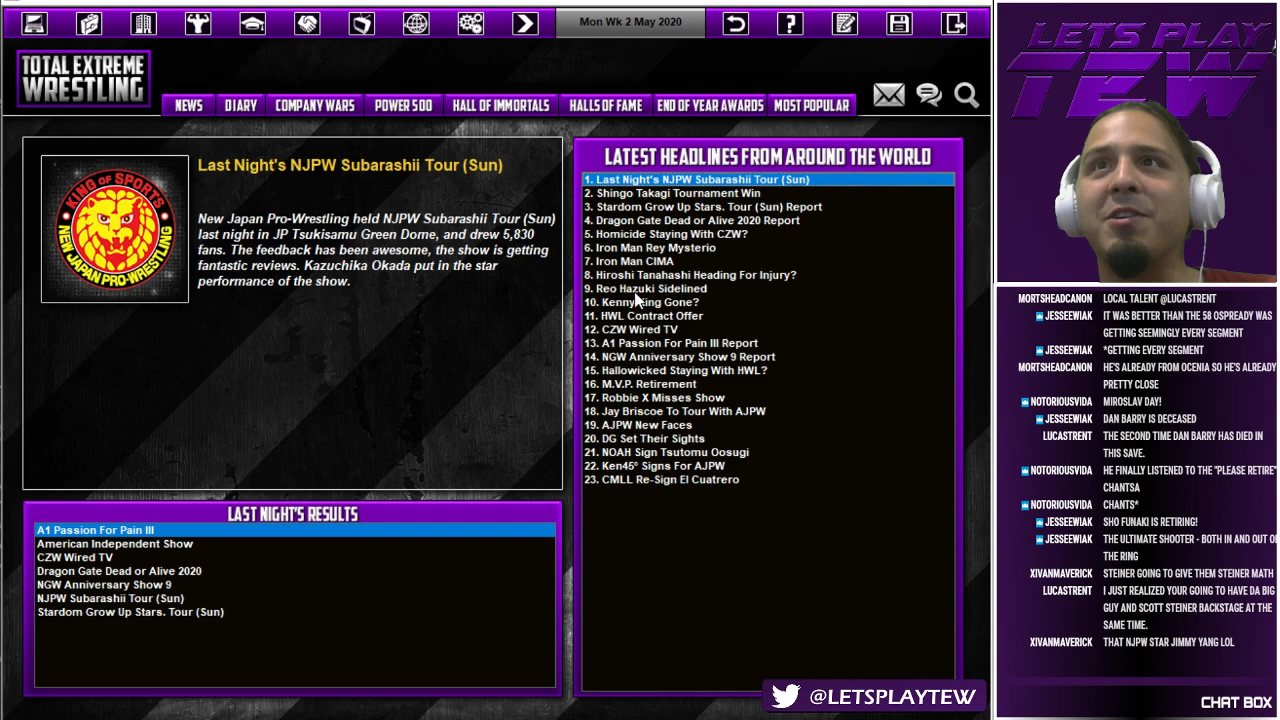 Mon Wk 2 May 2020
LETS PLAY
TEW
TOTAL EXTREME
WRESTLING
NEWS
DIARY
COMPANY WARS
POWER 500
HALL OF IMMORTALS
HALLS OF FAME
END OF YEAR AWARDS
MOST POPULAR
KING OF SPORTS
NEW JAPAN PRO-WRESTLING
Last Night's NJPW Subarashii Tour (Sun)
New Japan Pro-Wrestling held NJPW Subarashii Tour (Sun)
last night in JP Tsukisamu Green Dome, and drew 5,830
fans. The feedback has been awesome, the show is getting
fantastic reviews. Kazuchika Okada put in the star
performance of the show.
LATEST HEADLINES FROM AROUND THE WORLD
1. Last Night's NJPW Subarashii Tour (Sun)
2. Shingo Takagi Tournament Win
3. Stardom Grow Up Stars. Tour (Sun) Report
4. Dragon Gate Dead or Alive 2020 Report
5. Homicide Staying With CZW?
6. Iron Man Rey Mysterio
7. Iron Man CIMA
8. Hiroshi Tanahashi Heading For Injury?
9. Reo Hazuki Sidelined
10. Kenny King Gone?
11. HWL Contract Offer
12. CZW Wired TV
13. A1 Passion For Pain III Report
14. NGW Anniversary Show 9 Report
15. Hallowicked Staying With HWL?
16. M.V.P. Retirement
17. Robbie X Misses Show
18. Jay Briscoe To Tour With AJPW
19. AJPW New Faces
20. DG Set Their Sights
21. NOAH Sign Tsutomu Oosugi
22. Ken45° Signs For AJPW
23. CMLL Re-Sign El Cuatrero
LAST NIGHT'S RESULTS
A1 Passion For Pain III
American Independent Show
CZW Wired TV
Dragon Gate Dead or Alive 2020
NGW Anniversary Show 9
NJPW Subarashii Tour (Sun)
Stardom Grow Up Stars. Tour (Sun)
MORTSHEADCANON LOCAL TALENT @LUCASTRENT
JESSEEWIAK IT WAS BETTER THAN THE 58 OSPREADY WAS
GETTING SEEMINGLY EVERY SEGMENT
JESSEEWIAK *GETTING EVERY SEGMENT
MORTSHEADCANON HE'S ALREADY FROM OCENIA SO HE'S ALREADY
PRETTY CLOSE
NOTORIOUSVIDA MIROSLAV DAY!
JESSEEWIAK DAN BARRY IS DECEASED
LUCASTRENT THE SECOND TIME DAN BARRY HAS DIED IN
THIS SAVE.
NOTORIOUSVIDA HE FINALLY LISTENED TO THE "PLEASE RETIRE"
CHANTSA
NOTORIOUSVIDA CHANTS*
JESSEEWIAK SHO FUNAKI IS RETIRING!
JESSEEWIAK THE ULTIMATE SHOOTER - BOTH IN AND OUT OF
THE RING
XIVANMAVERICK STEINER GOING TO GIVE THEM STEINER MATH
LUCASTRENT I JUST REALIZED YOUR GOING TO HAVE DA BIG
GUY AND SCOTT STEINER BACKSTAGE AT THE
SAME TIME.
XIVANMAVERICK THAT NJPW STAR JIMMY YANG LOL
@LETSPLAYTEW
CHAT BOX